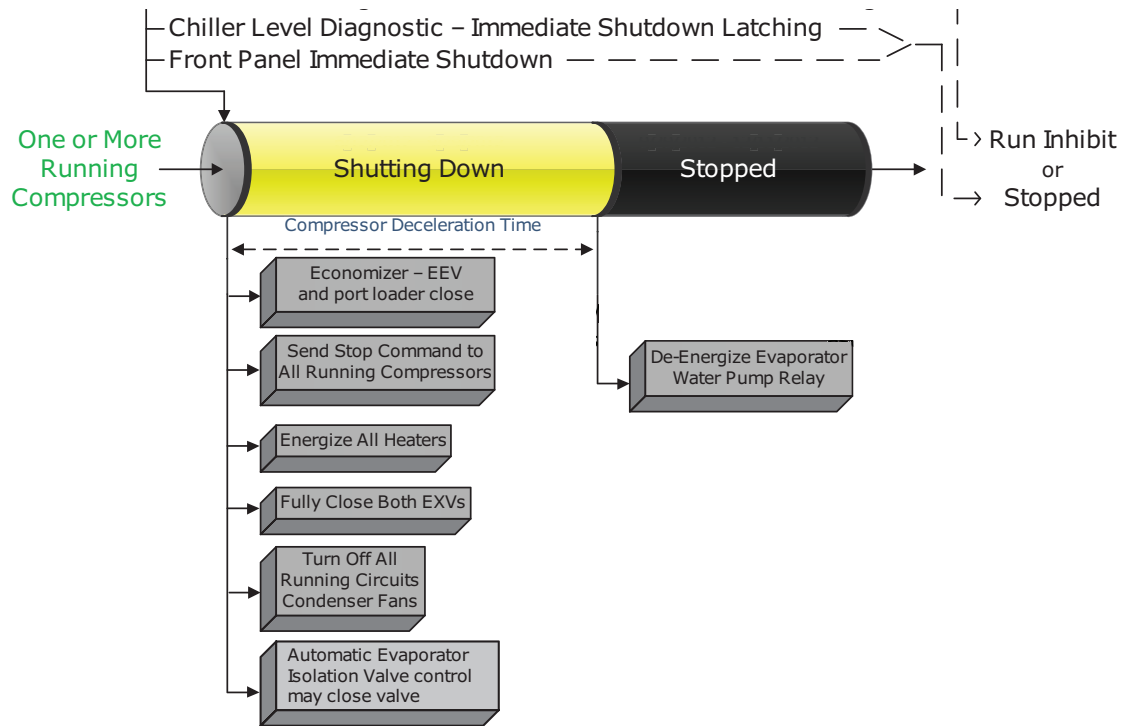 Chiller Level Diagnostic – Immediate Shutdown Latching
Front Panel Immediate Shutdown
One or More
Running
Compressors
Shutting Down
Stopped
Run Inhibit
or
Stopped
Compressor Deceleration Time
Economizer – EEV
and port loader close
Send Stop Command to
All Running Compressors
De-Energize Evaporator
Water Pump Relay
Energize All Heaters
Fully Close Both EXVs
Turn Off All
Running Circuits
Condenser Fans
Automatic Evaporator
Isolation Valve control
may close valve